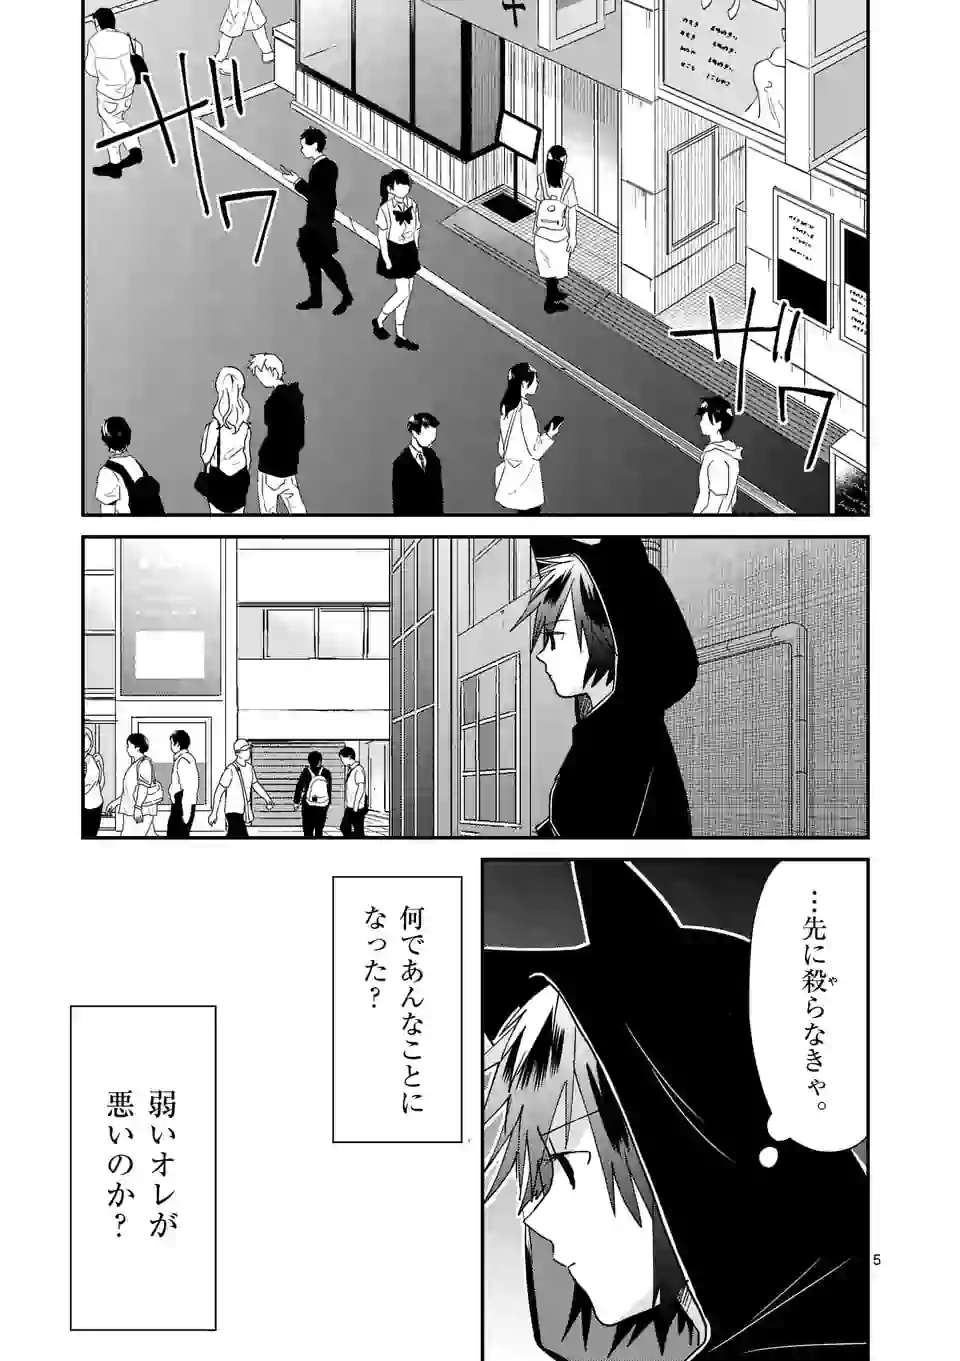 ザワ
ザワ
…先に殺らなきゃ。
や
何であんなことに
なった？
弱いオレが
悪いのか？
5